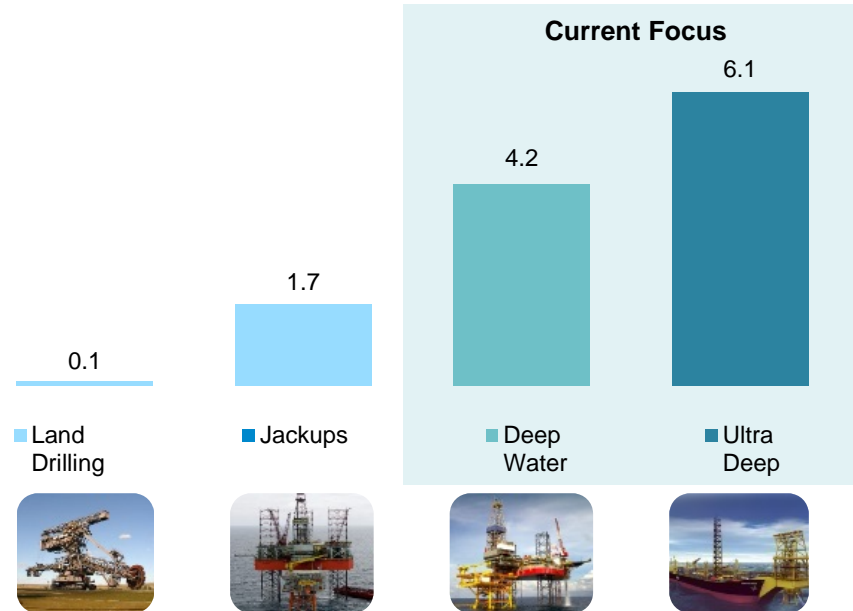 Current Focus
6.1
4.2
1.7
0.1
Land
Drilling
Jackups
Deep
Water
Ultra
Deep